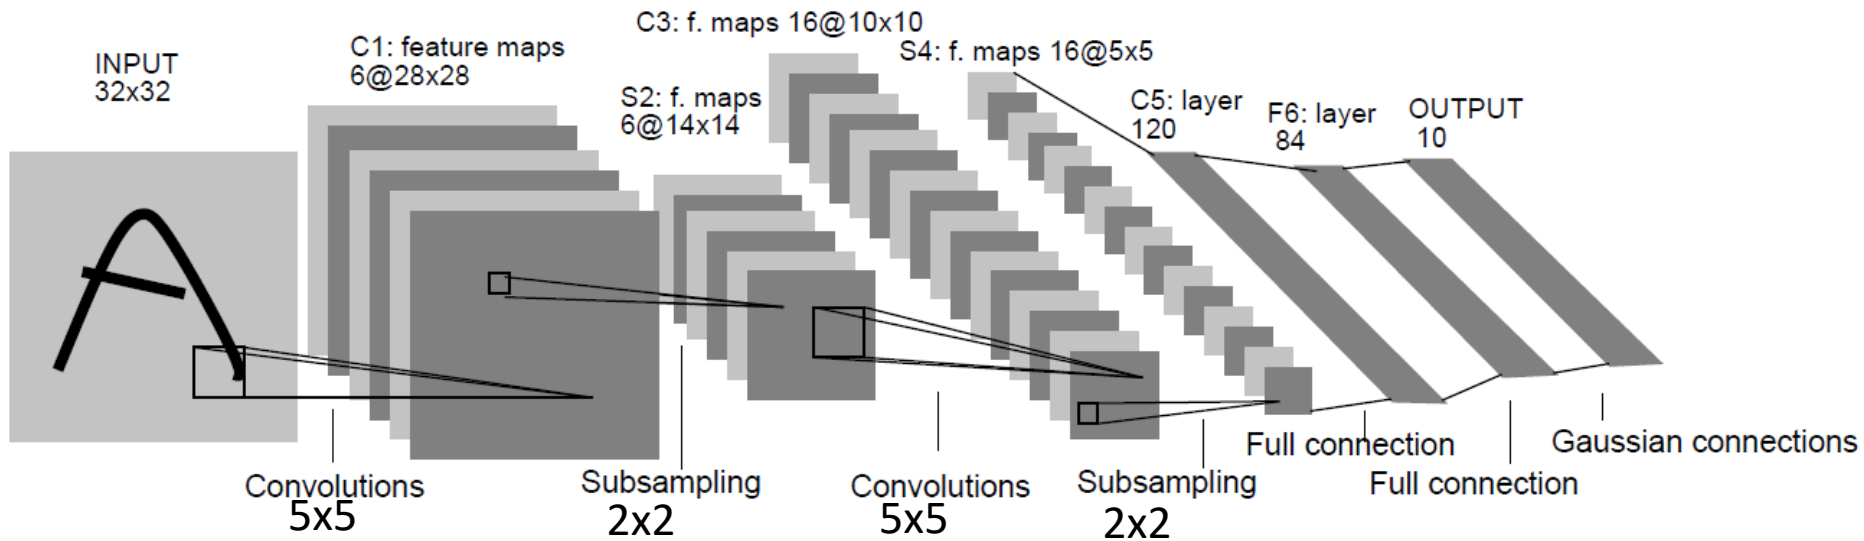 INPUT
32x32
C1: feature maps
6@28x28
S2: f. maps
6@14x14
C3: f. maps 16@10x10
S4: f. maps 16@5x5
C5: layer
120
F6: layer
84
OUTPUT
10
Convolutions
5x5
Subsampling
2x2
Convolutions
5x5
Subsampling
2x2
Full connection
Full connection
Gaussian connections